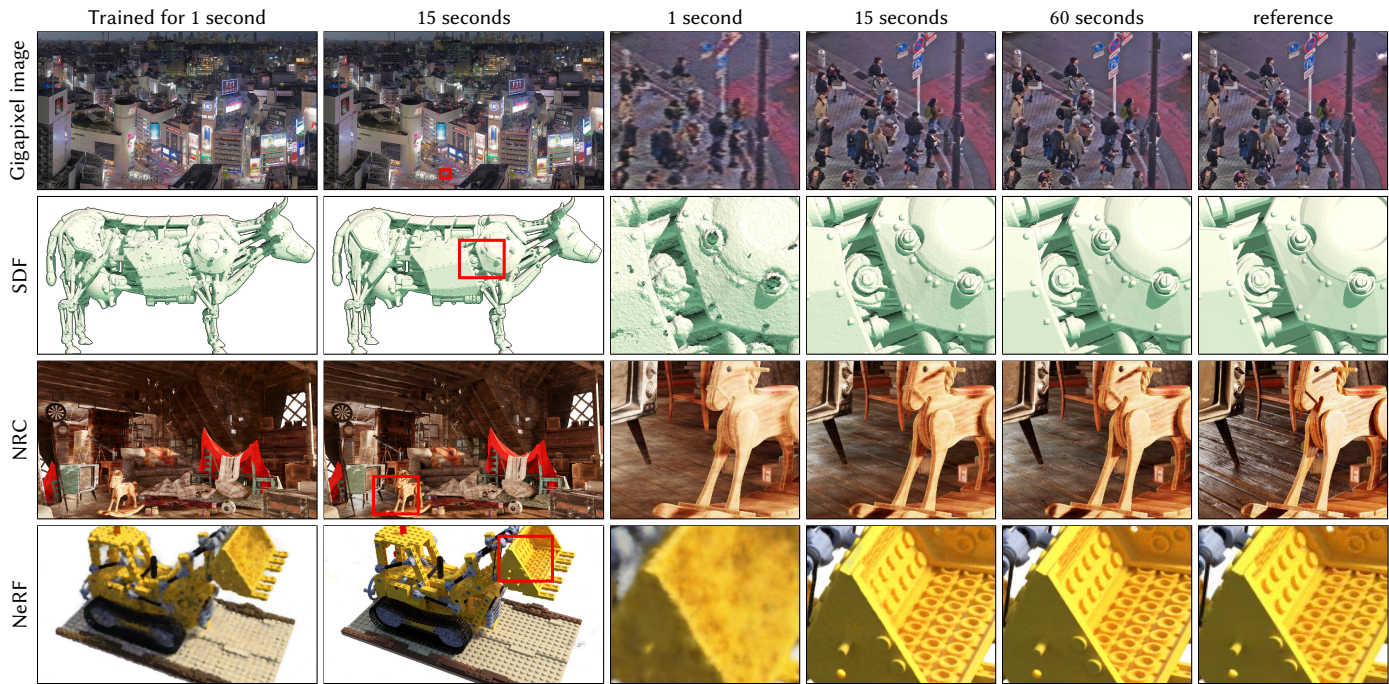 Trained for 1 second 15 seconds 1 second 15 seconds 60 seconds reference
Gigapixel image
SDF
NRC
NeRF